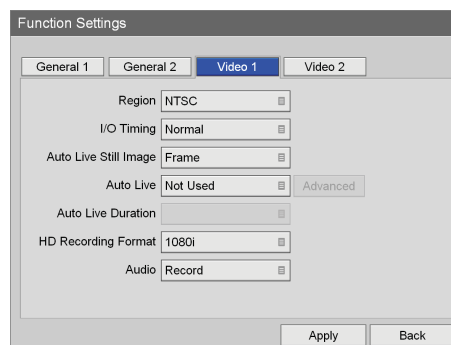 Function Settings
General 1 General 2 Video 1 Video 2
Region NTSC
I/O Timing Normal
Auto Live Still Image Frame
Auto Live Not Used Advanced
Auto Live Duration
HD Recording Format 1080i
Audio Record
Apply Back